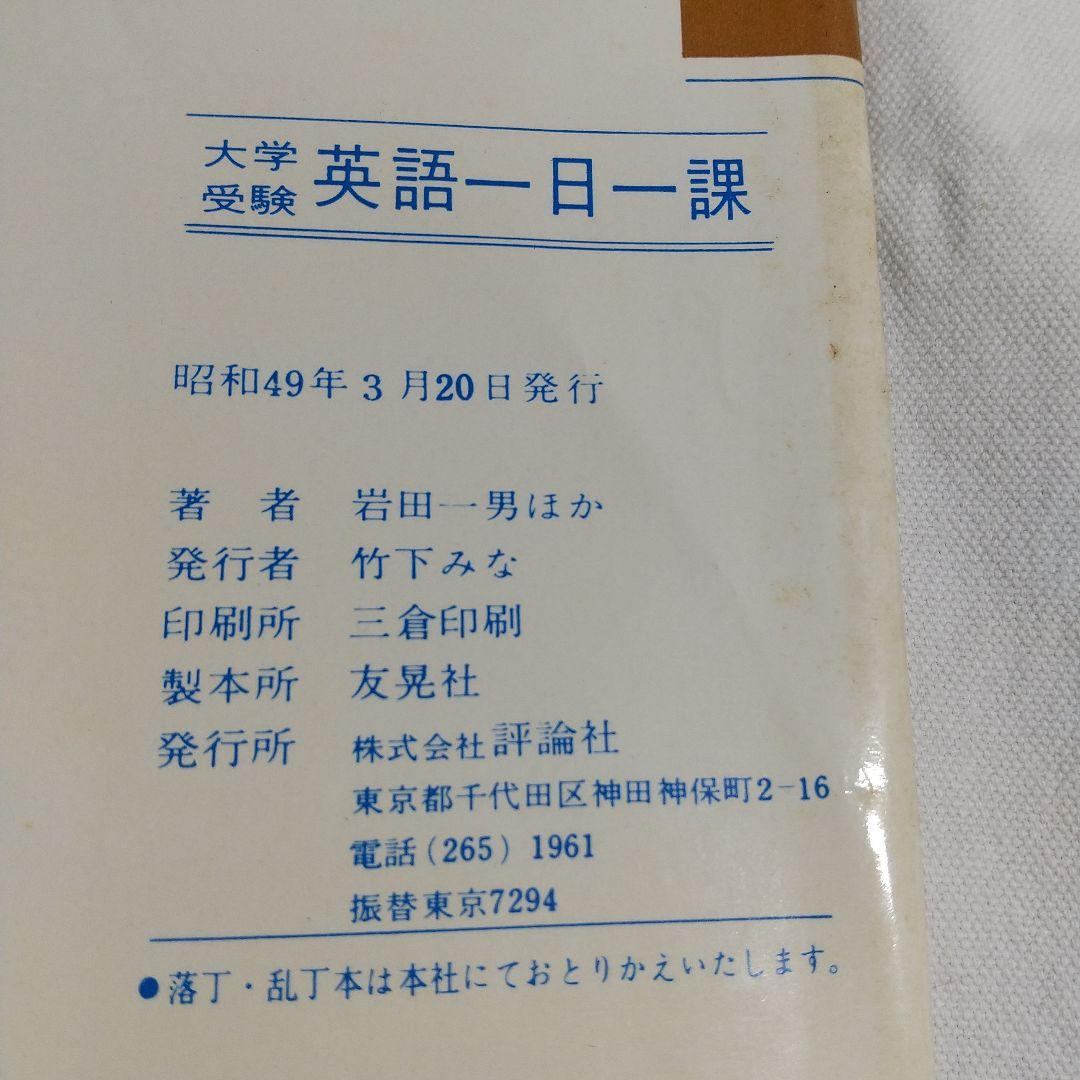 大学受験 英語一日一課
昭和49年3月20日発行
著者 岩田一男ほか
発行者 竹下みな
印刷所 三倉印刷
製本所 友晃社
発行所 株式会社評論社
東京都千代田区神田神保町2-16
電話(265)1961
振替東京7294
●落丁・乱丁本は本社にておとりかえいたします。